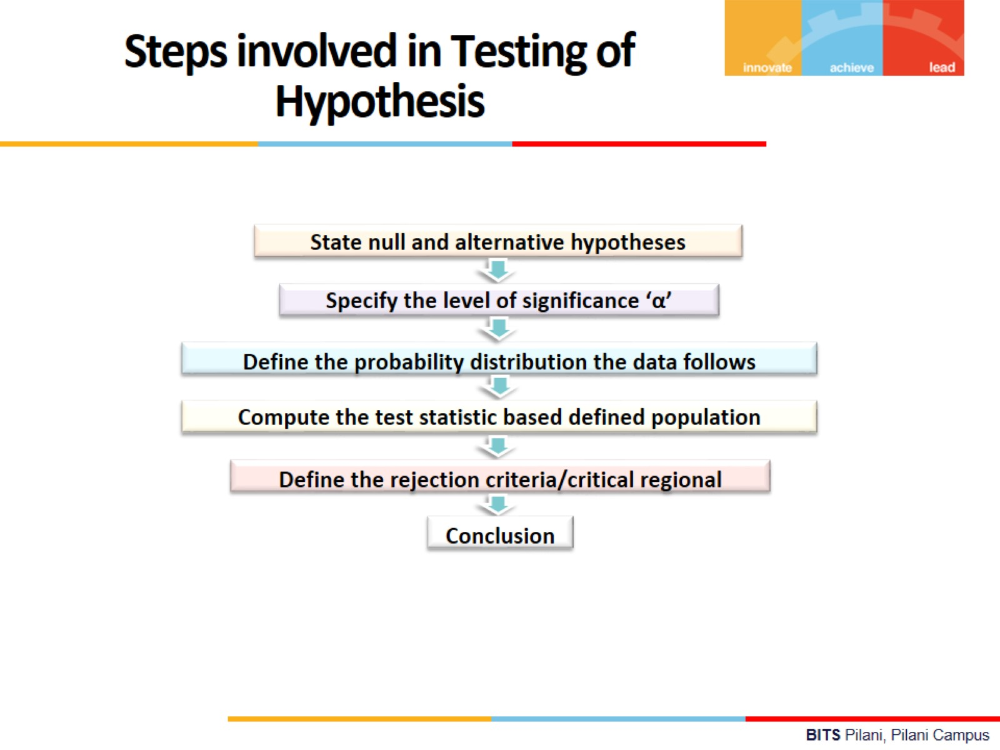 Steps involved in Testing of
Hypothesis
innovate achieve lead
State null and alternative hypotheses
Specify the level of significance ‘α’
Define the probability distribution the data follows
Compute the test statistic based defined population
Define the rejection criteria/critical regional
Conclusion
BITS Pilani, Pilani Campus